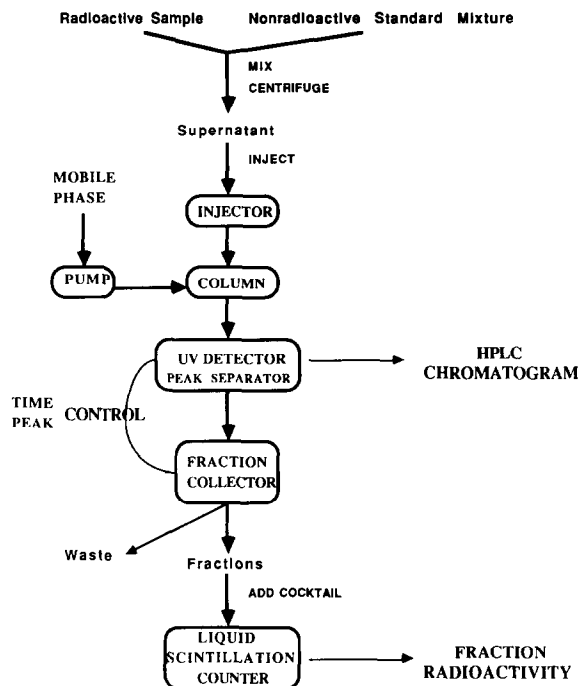 Radioactive Sample Nonradioactive Standard Mixture
MIX
CENTRIFUGE
Supernatant
INJECT
MOBILE
PHASE
INJECTOR
PUMP
COLUMN
UV DETECTOR
PEAK SEPARATOR
HPLC
CHROMATOGRAM
TIME
PEAK CONTROL
FRACTION
COLLECTOR
Waste
Fractions
ADD COCKTAIL
LIQUID
SCINTILLATION
COUNTER
FRACTION
RADIOACTIVITY